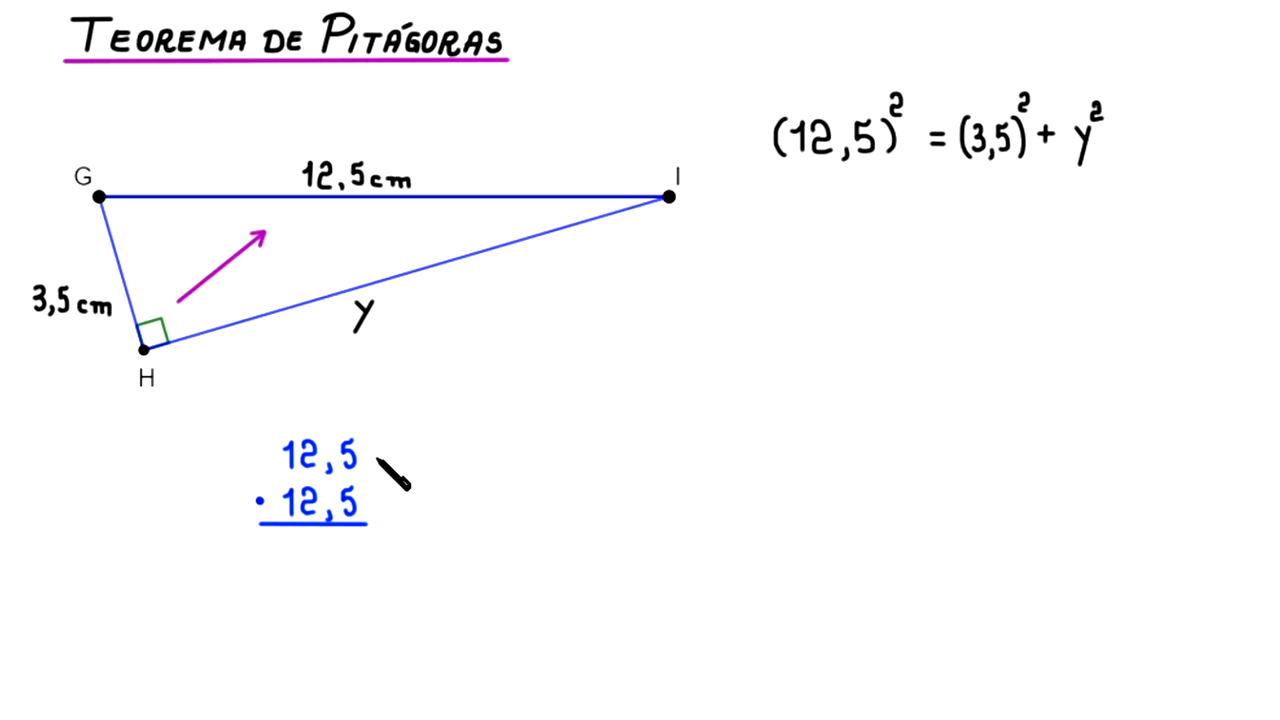 TEOREMA DE PITÁGORAS
(12,5)² = (3,5)² + y²
G
12,5cm
I
3,5cm
y
H
12,5
· 12,5